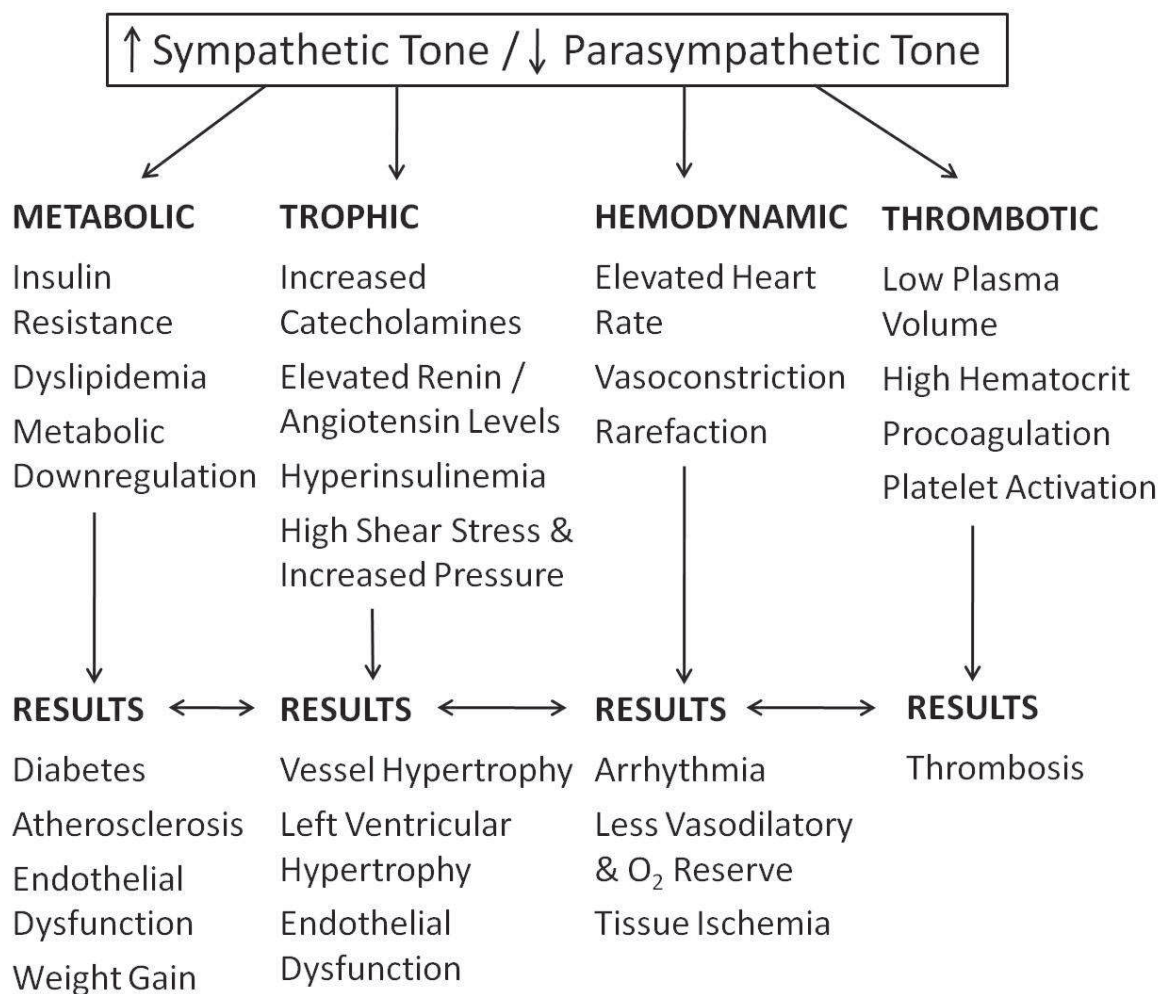 ↑ Sympathetic Tone / ↓ Parasympathetic Tone
METABOLIC
Insulin
Resistance
Dyslipidemia
Metabolic
Downregulation
TROPHIC
Increased
Catecholamines
Elevated Renin /
Angiotensin Levels
Hyperinsulinemia
High Shear Stress &
Increased Pressure
HEMODYNAMIC
Elevated Heart
Rate
Vasoconstriction
Rarefaction
THROMBOTIC
Low Plasma
Volume
High Hematocrit
Procoagulation
Platelet Activation
RESULTS
Diabetes
Atherosclerosis
Endothelial
Dysfunction
Weight Gain
RESULTS
Vessel Hypertrophy
Left Ventricular
Hypertrophy
Endothelial
Dysfunction
RESULTS
Arrhythmia
Less Vasodilatory
& O₂ Reserve
Tissue Ischemia
RESULTS
Thrombosis